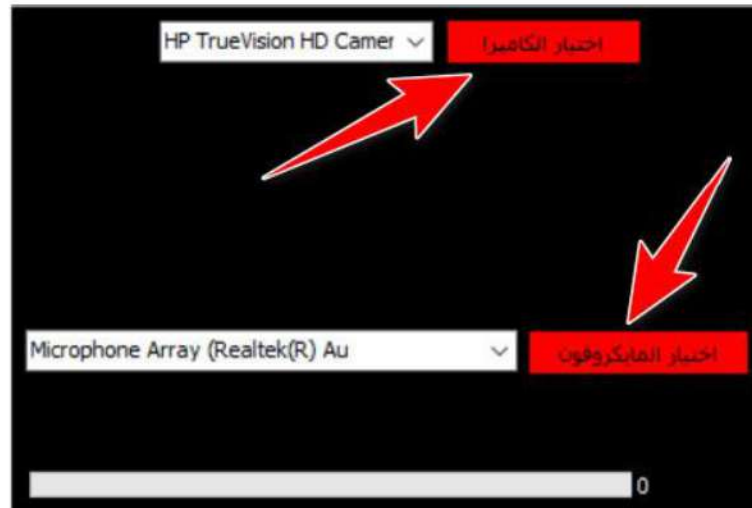 HP TrueVision HD Camer
اختبار الكاميرا
Microphone Array (Realtek(R) Au
اختبار المايكروفون
0